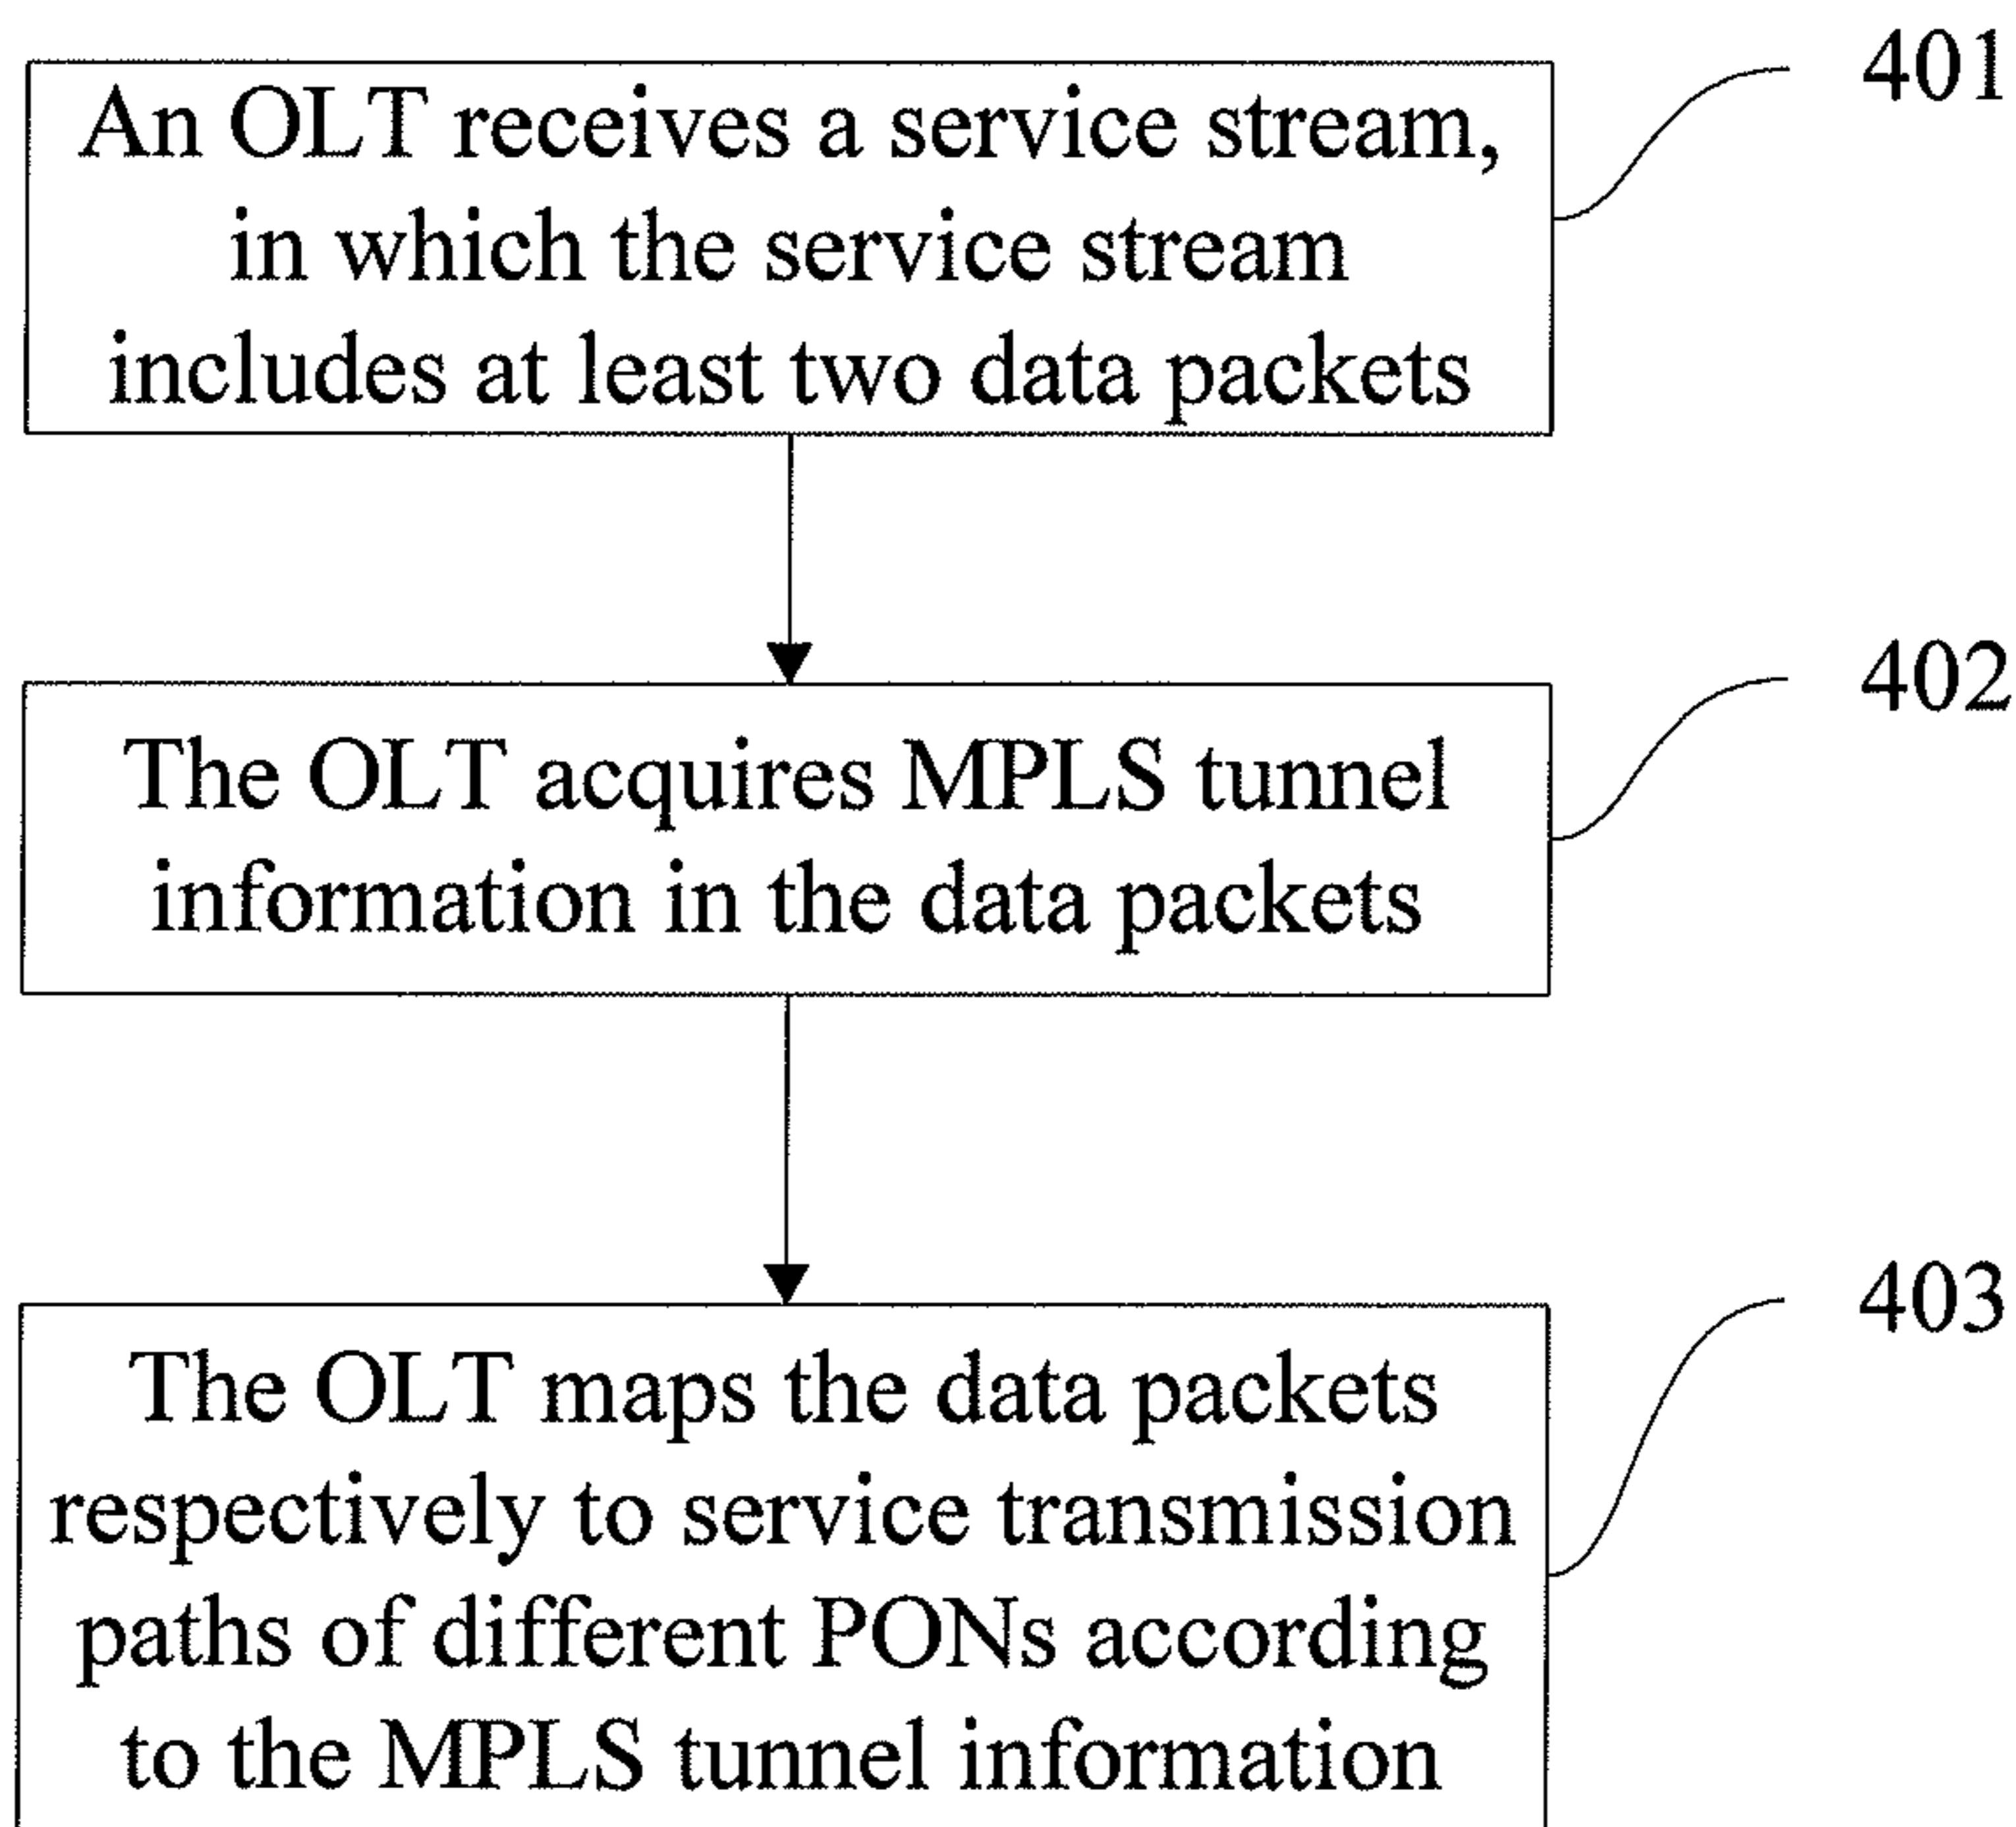 401
An OLT receives a service stream,
in which the service stream
includes at least two data packets
402
The OLT acquires MPLS tunnel
information in the data packets
403
The OLT maps the data packets
respectively to service transmission
paths of different PONs according
to the MPLS tunnel information